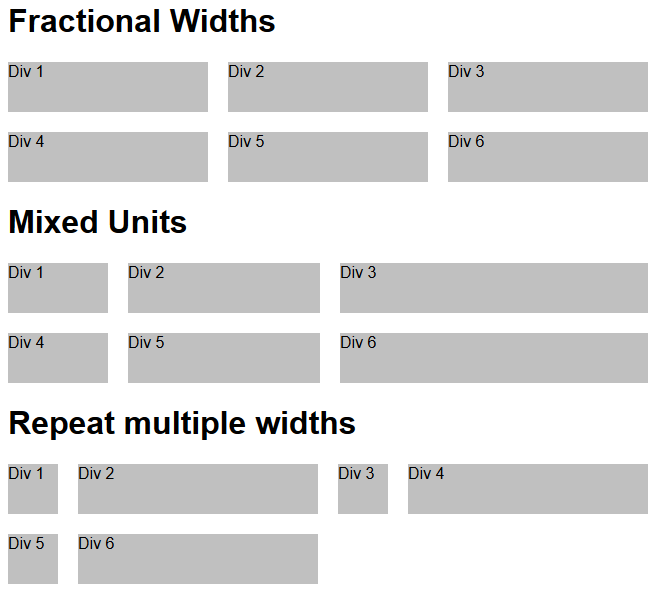 Fractional Widths
Div 1 Div 2 Div 3
Div 4 Div 5 Div 6
Mixed Units
Div 1 Div 2 Div 3
Div 4 Div 5 Div 6
Repeat multiple widths
Div 1 Div 2 Div 3 Div 4
Div 5 Div 6